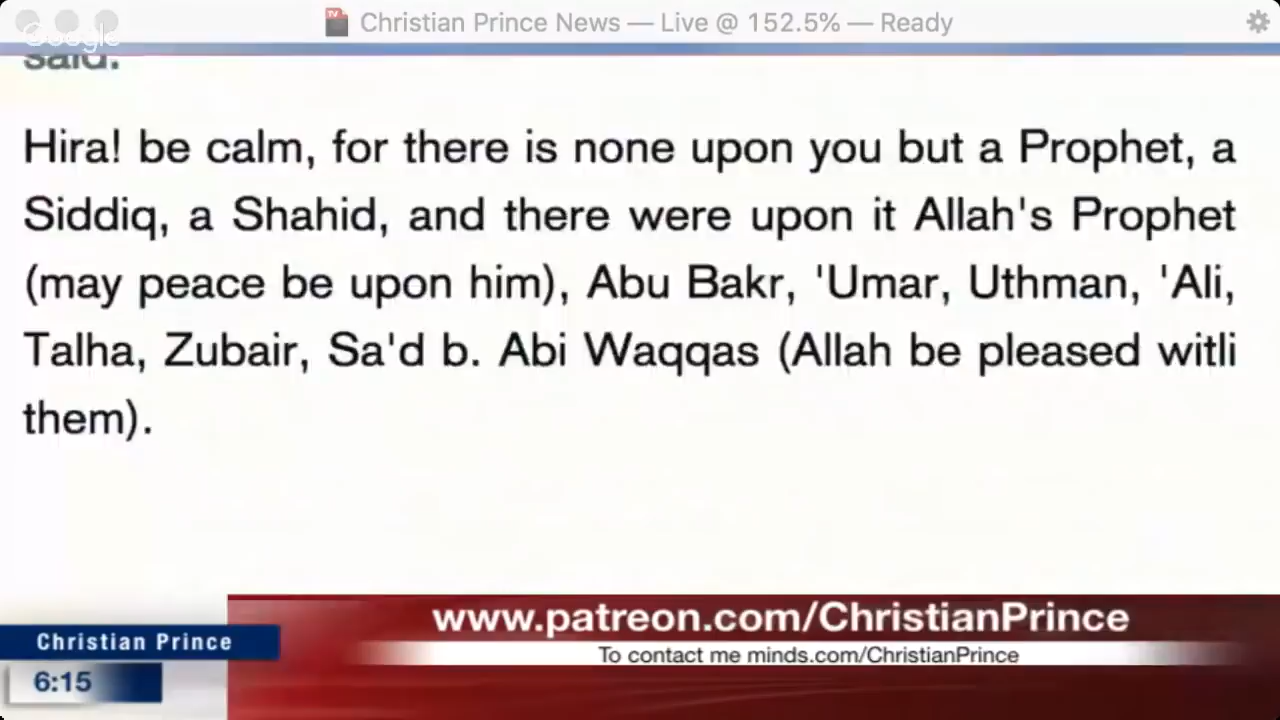 Christian Prince News — Live @ 152.5% — Ready
Google
said.
Hira! be calm, for there is none upon you but a Prophet, a
Siddiq, a Shahid, and there were upon it Allah's Prophet
(may peace be upon him), Abu Bakr, 'Umar, Uthman, 'Ali,
Talha, Zubair, Sa'd b. Abi Waqqas (Allah be pleased witli
them).
www.patreon.com/ChristianPrince
Christian Prince
To contact me minds.com/ChristianPrince
6:15